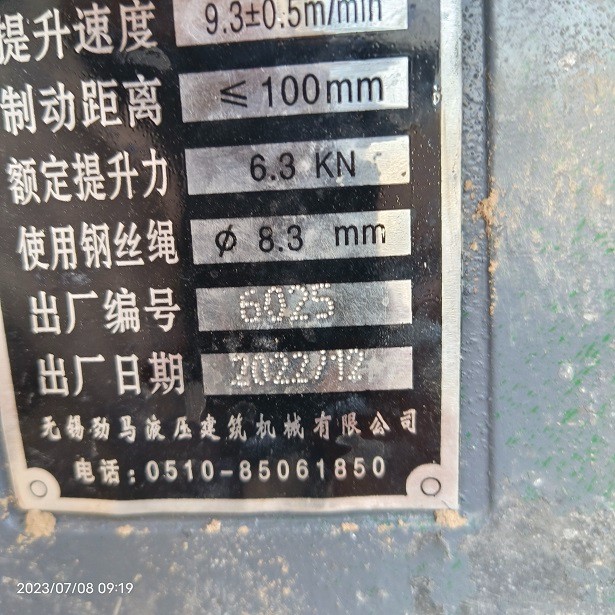 提升速度 9.3±0.5m/min
制动距离 ≤100mm
额定提升力 6.3 KN
使用钢丝绳 φ 8.3 mm
出厂编号 6025
出厂日期 2022/12
无锡劲马液压建筑机械有限公司
电话：0510-85061850
2023/07/08 09:19